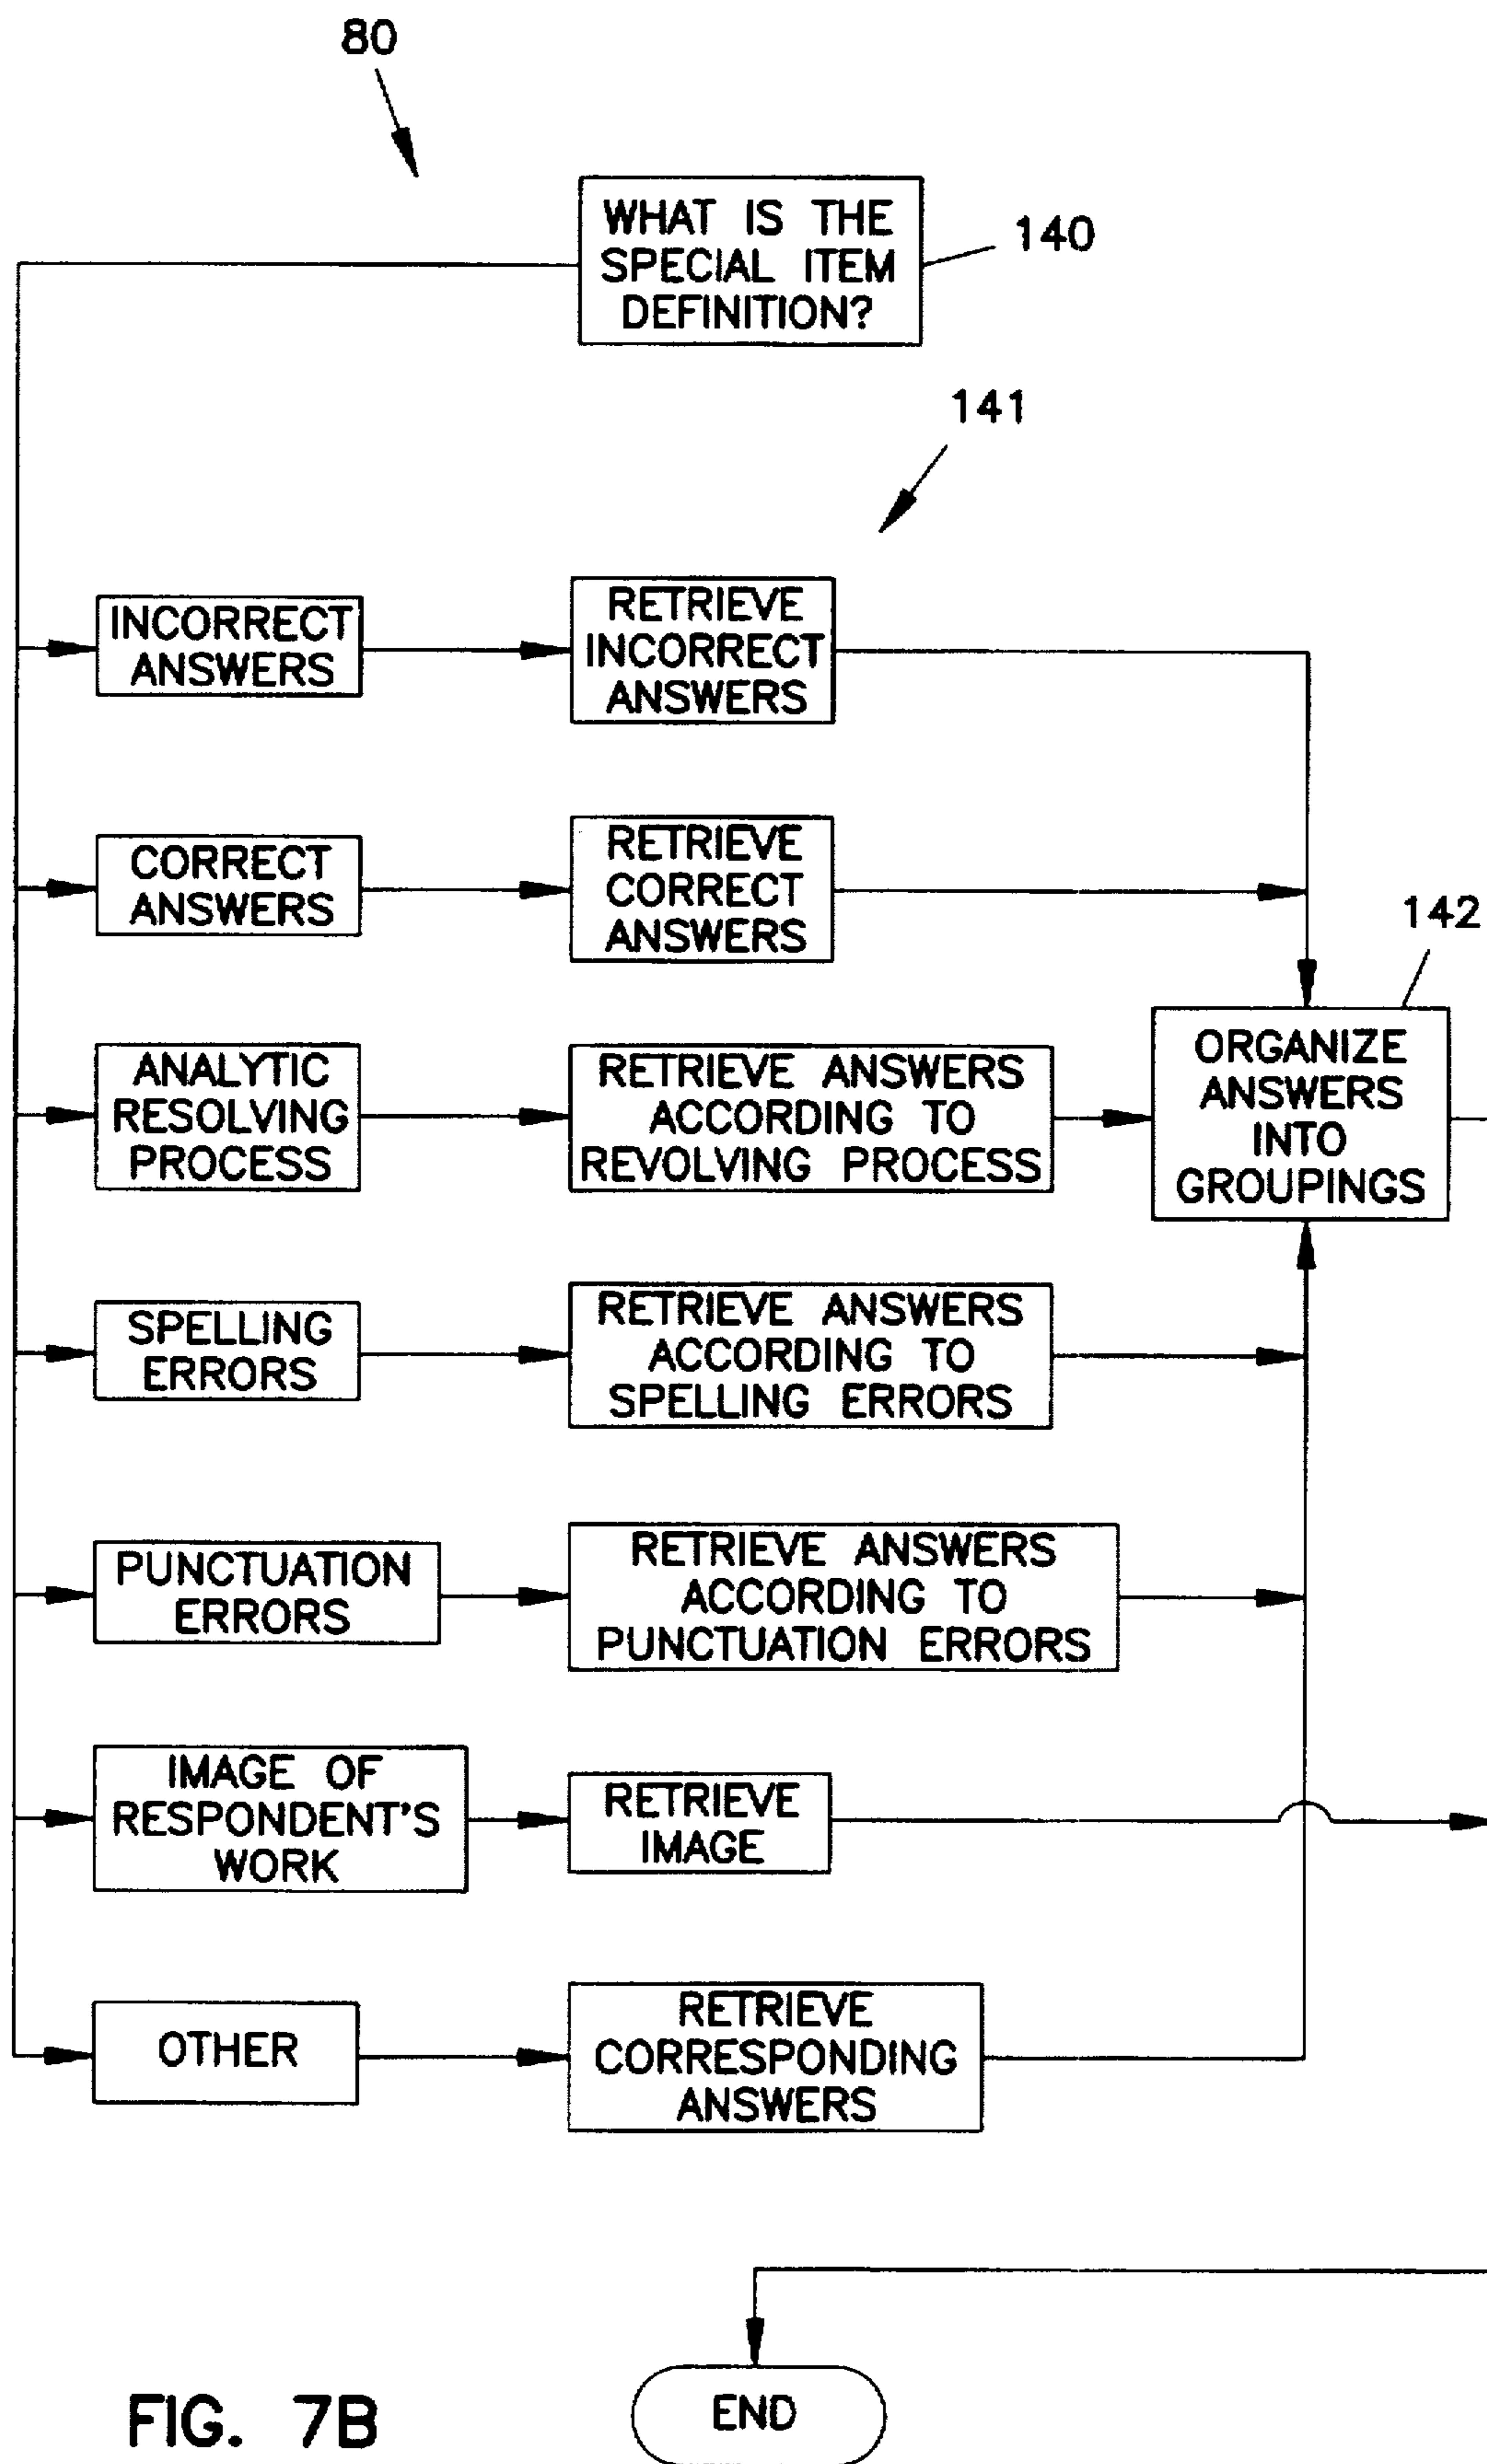 80
WHAT IS THE
SPECIAL ITEM
DEFINITION?
140
141
INCORRECT
ANSWERS
RETRIEVE
INCORRECT
ANSWERS
CORRECT
ANSWERS
RETRIEVE
CORRECT
ANSWERS
142
ANALYTIC
RESOLVING
PROCESS
RETRIEVE ANSWERS
ACCORDING TO
REVOLVING PROCESS
ORGANIZE
ANSWERS
INTO
GROUPINGS
SPELLING
ERRORS
RETRIEVE ANSWERS
ACCORDING TO
SPELLING ERRORS
PUNCTUATION
ERRORS
RETRIEVE ANSWERS
ACCORDING TO
PUNCTUATION ERRORS
IMAGE OF
RESPONDENT'S
WORK
RETRIEVE
IMAGE
OTHER
RETRIEVE
CORRESPONDING
ANSWERS
END
FIG. 7B